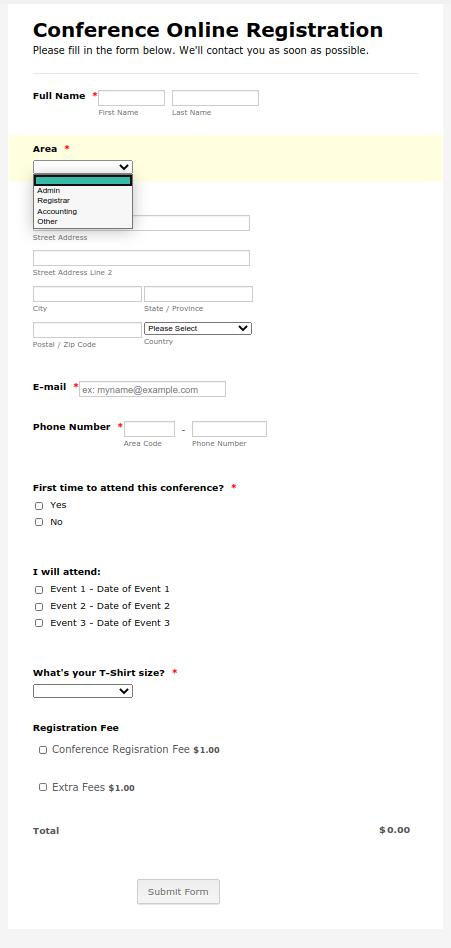 Conference Online Registration
Please fill in the form below. We'll contact you as soon as possible.
Full Name *
First Name Last Name
Area *
Admin
Registrar
Accounting
Other
Street Address
Street Address Line 2
City State / Province
Please Select
Postal / Zip Code Country
E-mail * ex: myname@example.com
Phone Number * -
Area Code Phone Number
First time to attend this conference? *
Yes
No
I will attend:
Event 1 - Date of Event 1
Event 2 - Date of Event 2
Event 3 - Date of Event 3
What's your T-Shirt size? *
Registration Fee
Conference Regisration Fee $1.00
Extra Fees $1.00
Total $0.00
Submit Form